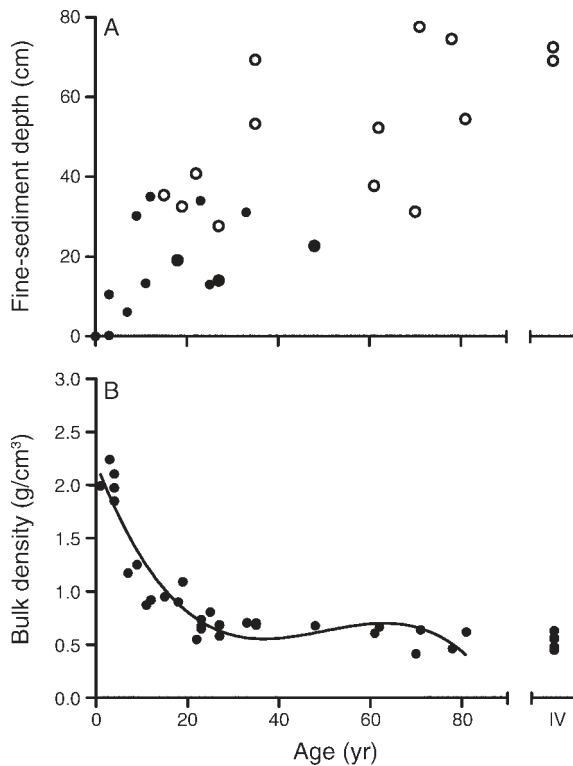 A
Fine-sediment depth (cm)
80
60
40
20
0
B
Bulk density (g/cm³)
3.0
2.5
2.0
1.5
1.0
0.5
0.0
0 20 40 60 80 IV
Age (yr)